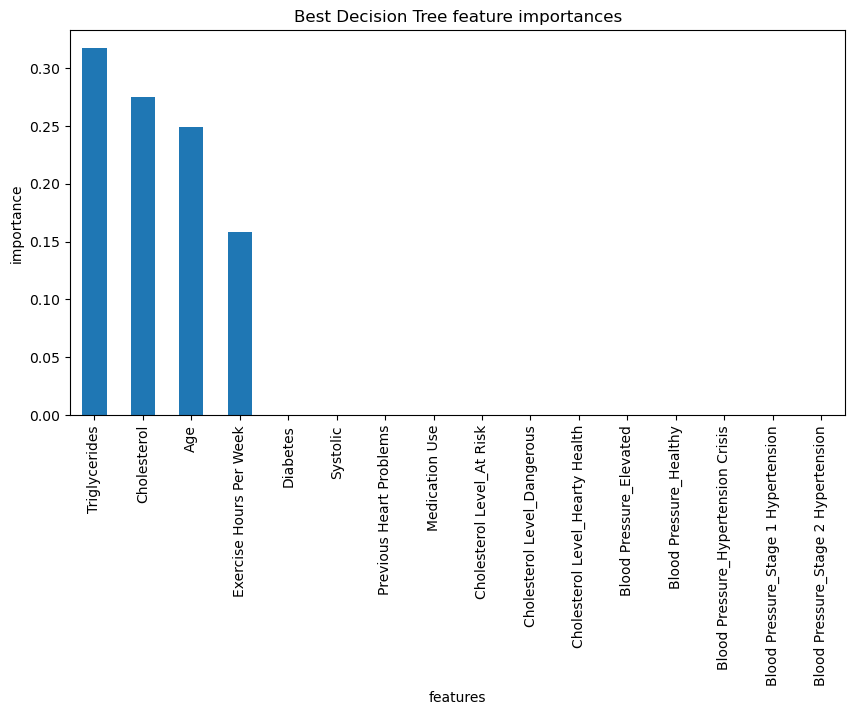 Best Decision Tree feature importances
importance
0.30
0.25
0.20
0.15
0.10
0.05
0.00
Triglycerides
Cholesterol
Age
Exercise Hours Per Week
Diabetes
Systolic
Previous Heart Problems
Medication Use
Cholesterol Level_At Risk
Cholesterol Level_Dangerous
Cholesterol Level_Hearty Health
Blood Pressure_Elevated
Blood Pressure_Healthy
Blood Pressure_Hypertension Crisis
Blood Pressure_Stage 1 Hypertension
Blood Pressure_Stage 2 Hypertension
features